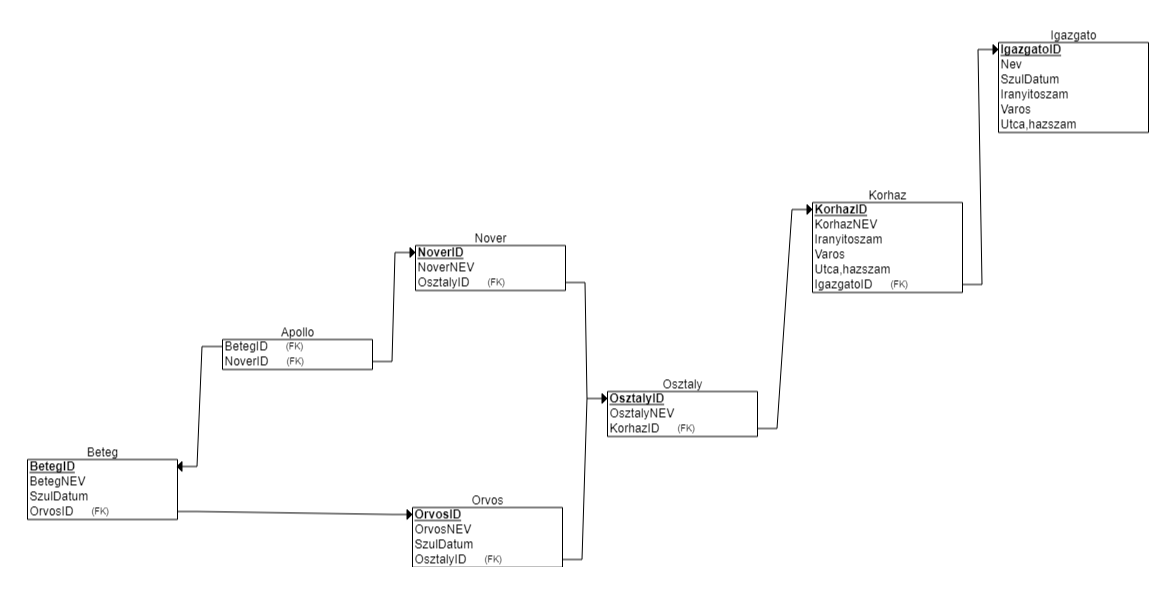 Igazgato
IgazgatoID
Nev
SzulDatum
Iranyitoszam
Varos
Utca,hazszam
Korhaz
KorhazID
KorhazNEV
Iranyitoszam
Varos
Utca,hazszam
IgazgatoID (FK)
Nover
NoverID
NoverNEV
OsztalyID (FK)
Apollo
BetegID (FK)
NoverID (FK)
Osztaly
OsztalyID
OsztalyNEV
KorhazID (FK)
Beteg
BetegID
BetegNEV
SzulDatum
OrvosID (FK)
Orvos
OrvosID
OrvosNEV
SzulDatum
OsztalyID (FK)